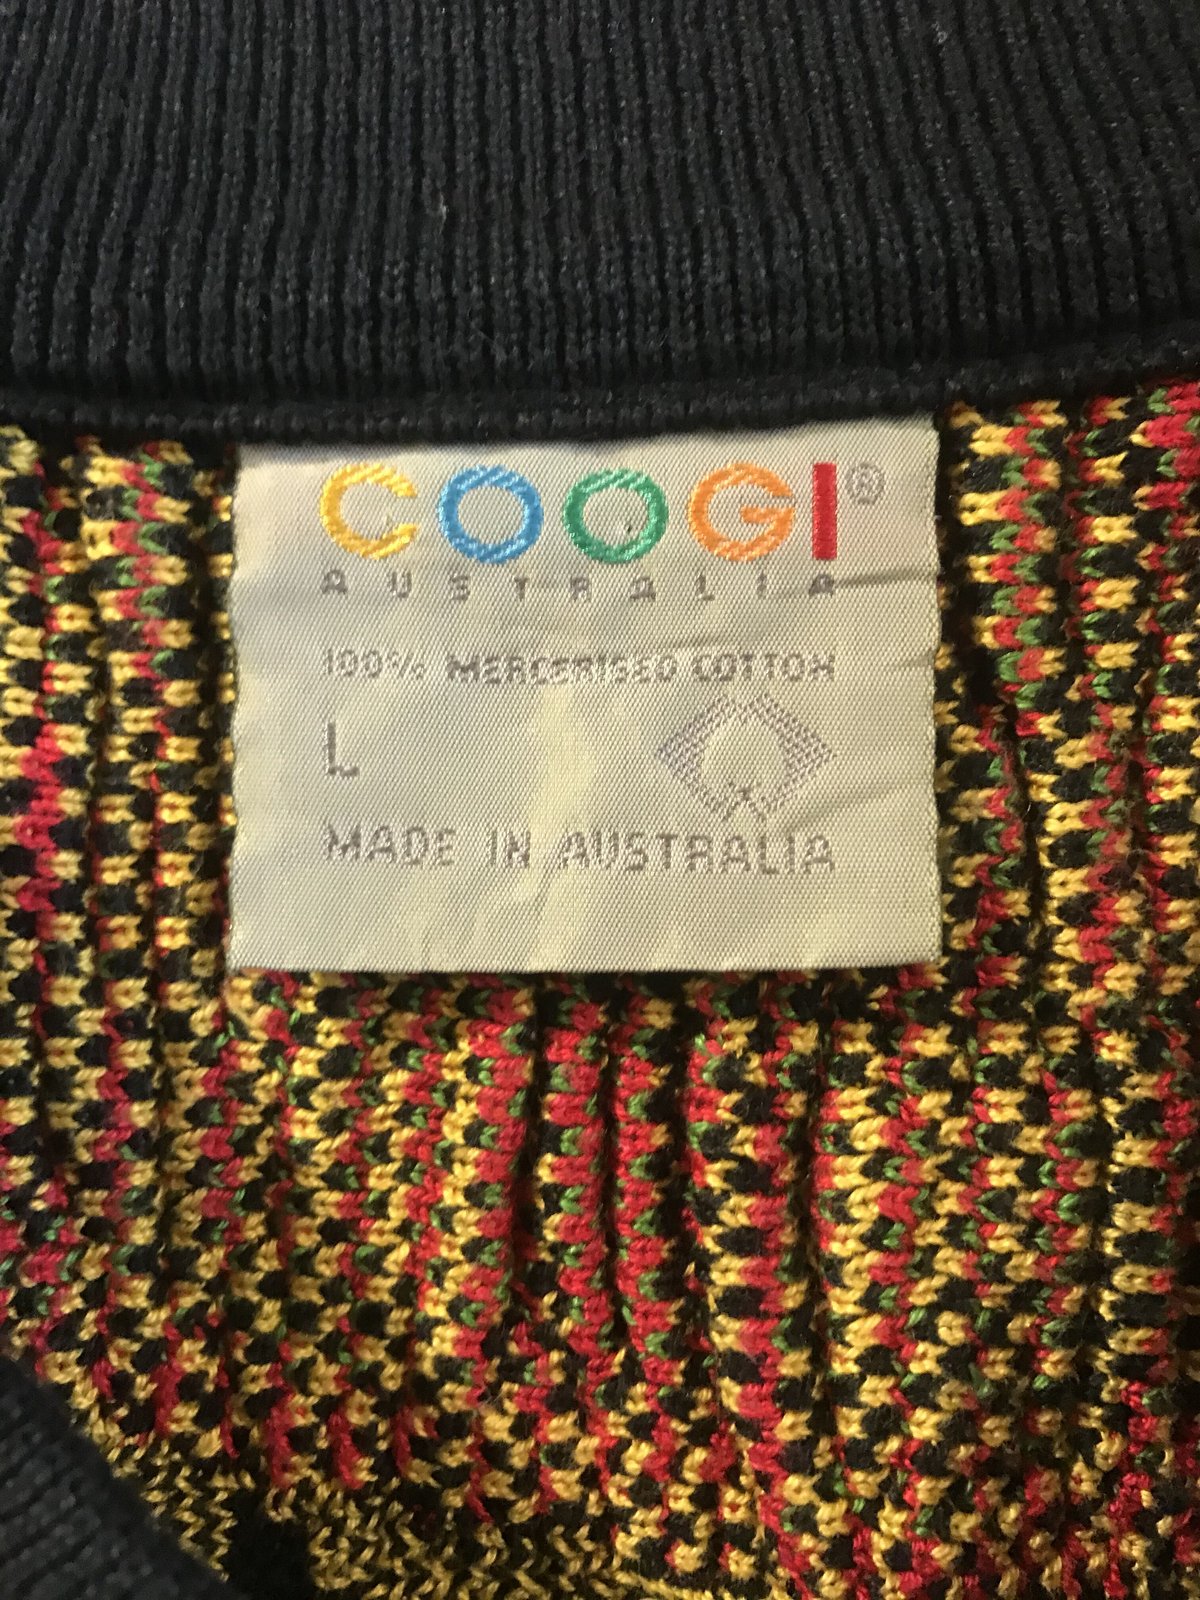 COOGI®
AUSTRALIA
100% MERCERISED COTTON
L
MADE IN AUSTRALIA